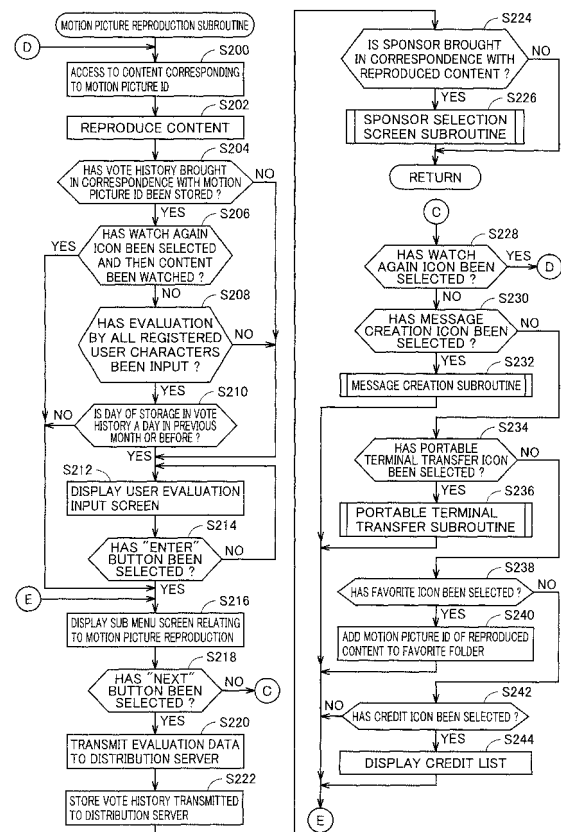 MOTION PICTURE REPRODUCTION SUBROUTINE
D
S200
ACCESS TO CONTENT CORRESPONDING
TO MOTION PICTURE ID
S202
REPRODUCE CONTENT
S204
HAS VOTE HISTORY BROUGHT
IN CORRESPONDENCE WITH MOTION
PICTURE ID BEEN STORED ?
NO
YES
S206
HAS WATCH AGAIN
ICON BEEN SELECTED
AND THEN CONTENT
BEEN WATCHED ?
YES
NO
S208
HAS EVALUATION
BY ALL REGISTERED
USER CHARACTERS
BEEN INPUT ?
NO
YES
S210
IS DAY OF STORAGE IN VOTE
HISTORY A DAY IN PREVIOUS
MONTH OR BEFORE ?
NO
YES
S212
DISPLAY USER EVALUATION
INPUT SCREEN
S214
HAS "ENTER"
BUTTON BEEN
SELECTED ?
NO
YES
E
S216
DISPLAY SUB MENU SCREEN RELATING
TO MOTION PICTURE REPRODUCTION
S218
HAS "NEXT"
BUTTON BEEN
SELECTED ?
NO
C
YES
S220
TRANSMIT EVALUATION DATA
TO DISTRIBUTION SERVER
S222
STORE VOTE HISTORY TRANSMITTED
TO DISTRIBUTION SERVER
S224
IS SPONSOR BROUGHT
IN CORRESPONDENCE WITH
REPRODUCED CONTENT ?
NO
YES
S226
SPONSOR SELECTION
SCREEN SUBROUTINE
RETURN
C
S228
HAS WATCH
AGAIN ICON BEEN
SELECTED ?
YES
D
NO
S230
HAS MESSAGE
CREATION ICON BEEN
SELECTED ?
NO
YES
S232
MESSAGE CREATION SUBROUTINE
S234
HAS PORTABLE
TERMINAL TRANSFER ICON
BEEN SELECTED ?
NO
YES
S236
PORTABLE TERMINAL
TRANSFER SUBROUTINE
S238
HAS FAVORITE ICON BEEN SELECTED ?
NO
YES
S240
ADD MOTION PICTURE ID OF REPRODUCED
CONTENT TO FAVORITE FOLDER
S242
HAS CREDIT ICON BEEN SELECTED ?
NO
YES
S244
DISPLAY CREDIT LIST
E